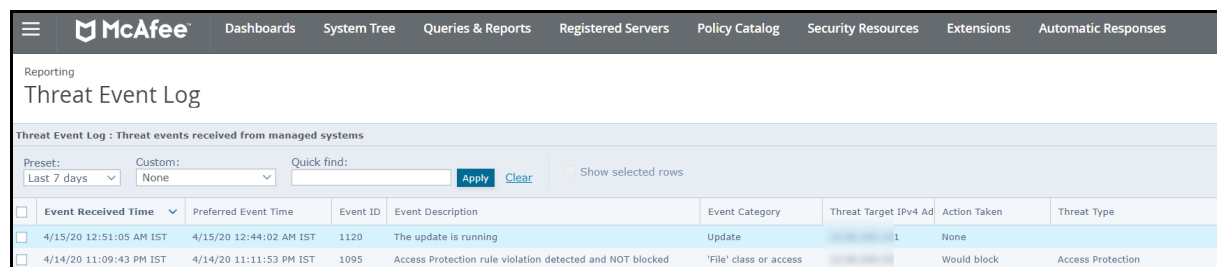 McAfee™ Dashboards System Tree Queries & Reports Registered Servers Policy Catalog Security Resources Extensions Automatic Responses
Reporting
Threat Event Log
Threat Event Log : Threat events received from managed systems
Preset: Custom: Quick find:
Last 7 days None Apply Clear Show selected rows
Event Received Time Preferred Event Time Event ID Event Description Event Category Threat Target IPv4 Ad Action Taken Threat Type
4/15/20 12:51:05 AM IST 4/15/20 12:44:02 AM IST 1120 The update is running Update 1 None
4/14/20 11:09:43 PM IST 4/14/20 11:11:53 PM IST 1095 Access Protection rule violation detected and NOT blocked 'File' class or access Would block Access Protection